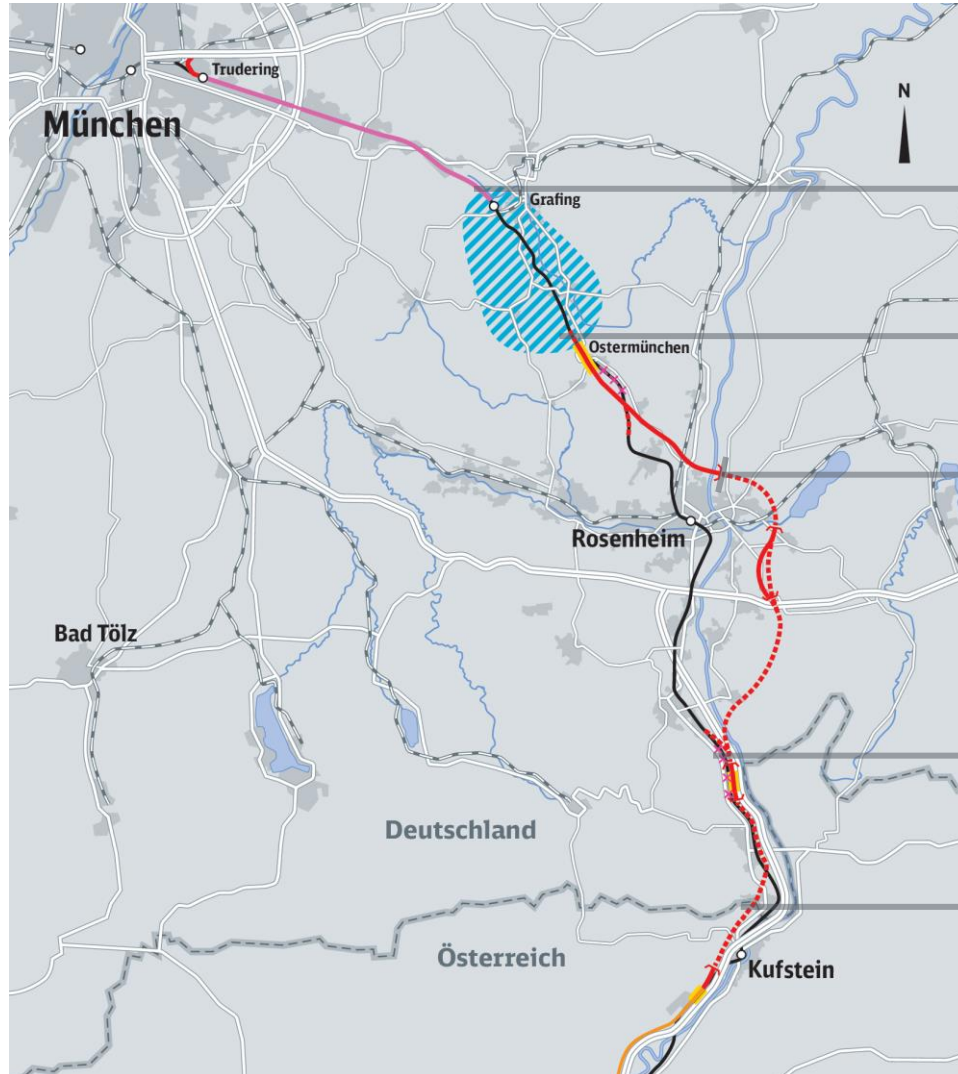 Trudering
N
München
Grafing
Ostermünchen
Rosenheim
Bad Tölz
Deutschland
Österreich
Kufstein